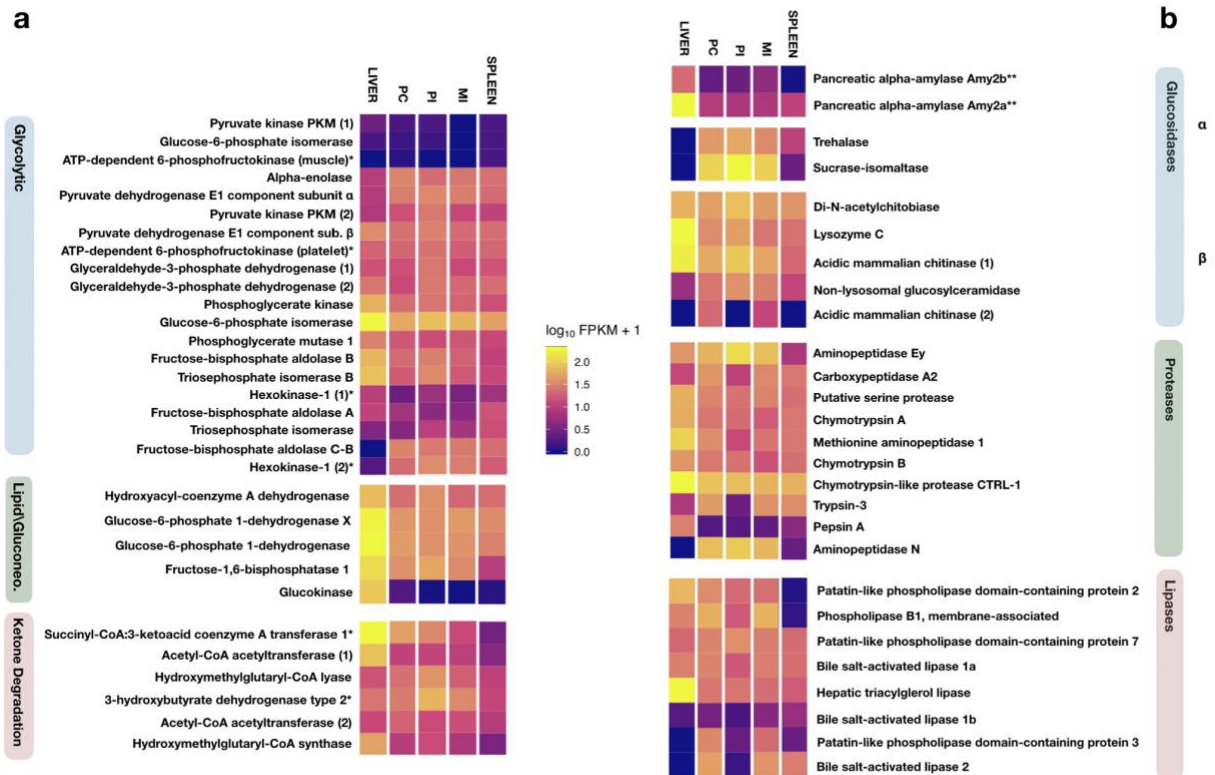 a
LIVER
PC
PI
MI
SPLEEN
Glycolytic
Pyruvate kinase PKM (1)
Glucose-6-phosphate isomerase
ATP-dependent 6-phosphofructokinase (muscle)*
Alpha-enolase
Pyruvate dehydrogenase E1 component subunit α
Pyruvate kinase PKM (2)
Pyruvate dehydrogenase E1 component sub. β
ATP-dependent 6-phosphofructokinase (platelet)*
Glyceraldehyde-3-phosphate dehydrogenase (1)
Glyceraldehyde-3-phosphate dehydrogenase (2)
Phosphoglycerate kinase
Glucose-6-phosphate isomerase
Phosphoglycerate mutase 1
Fructose-bisphosphate aldolase B
Triosephosphate isomerase B
Hexokinase-1 (1)*
Fructose-bisphosphate aldolase A
Triosephosphate isomerase
Fructose-bisphosphate aldolase C-B
Hexokinase-1 (2)*
Lipid\Gluconeo.
Hydroxyacyl-coenzyme A dehydrogenase
Glucose-6-phosphate 1-dehydrogenase X
Glucose-6-phosphate 1-dehydrogenase
Fructose-1,6-bisphosphatase 1
Glucokinase
Ketone Degradation
Succinyl-CoA:3-ketoacid coenzyme A transferase 1*
Acetyl-CoA acetyltransferase (1)
Hydroxymethylglutaryl-CoA lyase
3-hydroxybutyrate dehydrogenase type 2*
Acetyl-CoA acetyltransferase (2)
Hydroxymethylglutaryl-CoA synthase
log10 FPKM + 1
2.0
1.5
1.0
0.5
0.0
b
LIVER
PC
PI
MI
SPLEEN
Glucosidases
α
β
Pancreatic alpha-amylase Amy2b**
Pancreatic alpha-amylase Amy2a**
Trehalase
Sucrase-isomaltase
Di-N-acetylchitobiase
Lysozyme C
Acidic mammalian chitinase (1)
Non-lysosomal glucosylceramidase
Acidic mammalian chitinase (2)
Proteases
Aminopeptidase Ey
Carboxypeptidase A2
Putative serine protease
Chymotrypsin A
Methionine aminopeptidase 1
Chymotrypsin B
Chymotrypsin-like protease CTRL-1
Trypsin-3
Pepsin A
Aminopeptidase N
Lipases
Patatin-like phospholipase domain-containing protein 2
Phospholipase B1, membrane-associated
Patatin-like phospholipase domain-containing protein 7
Bile salt-activated lipase 1a
Hepatic triacylglerol lipase
Bile salt-activated lipase 1b
Patatin-like phospholipase domain-containing protein 3
Bile salt-activated lipase 2